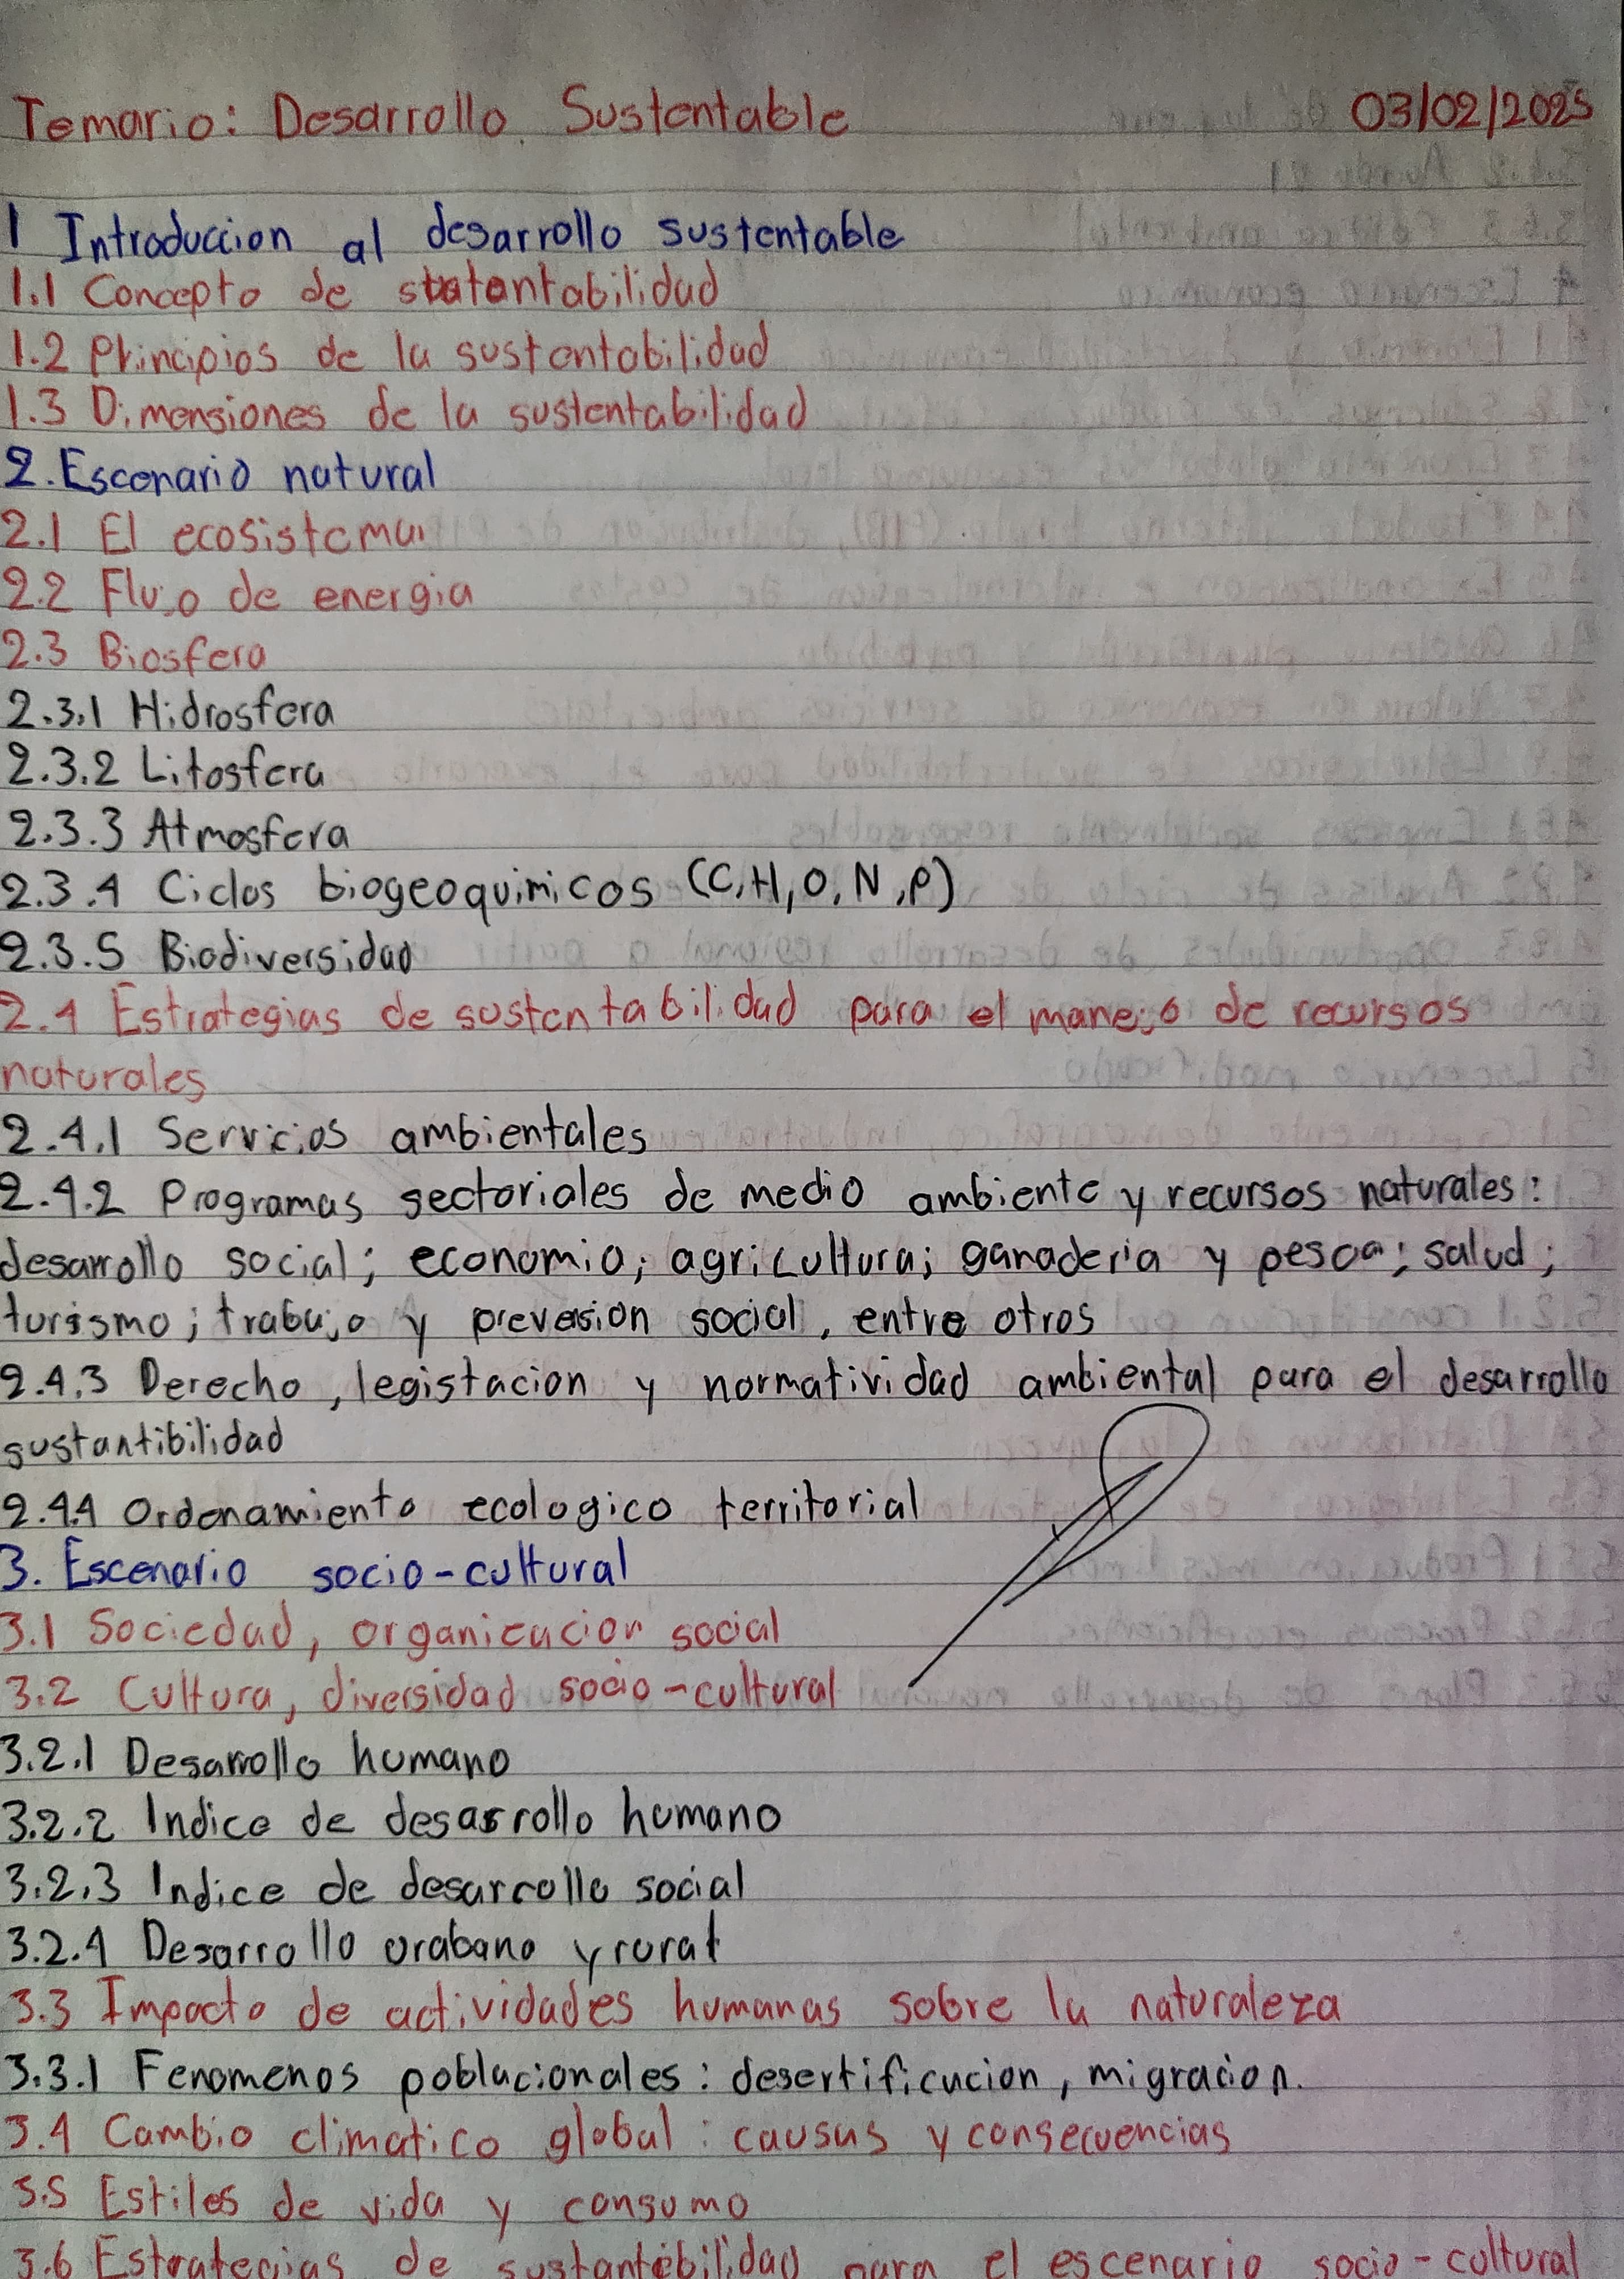 Temario: Desarrollo Sustentable 03/02/2025
1 Introduccion al desarrollo sustentable
1.1 Concepto de statantabilidad
1.2 Principios de la sustentabilidad
1.3 Dimensiones de la sustentabilidad
2. Escenario natural
2.1 El ecosistema
2.2 Flujo de energia
2.3 Biosfera
2.3.1 Hidrosfera
2.3.2 Litosfera
2.3.3 Atmosfera
2.3.4 Ciclos biogeoquimicos (C,H,O,N,P)
2.3.5 Biodiversidad
2.4 Estrategias de sustentabilidad para el manejo de recursos
naturales
2.4.1 Servicios ambientales
2.4.2 Programas sectoriales de medio ambiente y recursos naturales:
desarrollo social; economia; agricultura; ganaderia y pesca; salud;
turismo; trabajo y prevension social, entre otros
2.4.3 Derecho, legistacion y normatividad ambiental para el desarrollo
sustantibilidad
2.4.4 Ordenamiento ecologico territorial
3. Escenario socio-cultural
3.1 Sociedad, organizacion social
3.2 Cultura, diversidad socio-cultural
3.2.1 Desarrollo humano
3.2.2 Indice de desarrollo humano
3.2.3 Indice de desarrollo social
3.2.4 Desarrollo urabano y rural
3.3 Impacto de actividades humanas sobre la naturaleza
3.3.1 Fenomenos poblacionales: desertificacion, migracion.
3.4 Cambio climatico global: causas y consecuencias
3.5 Estilos de vida y consumo
3.6 Estrategias de sustantibilidad para el escenario socio-cultural